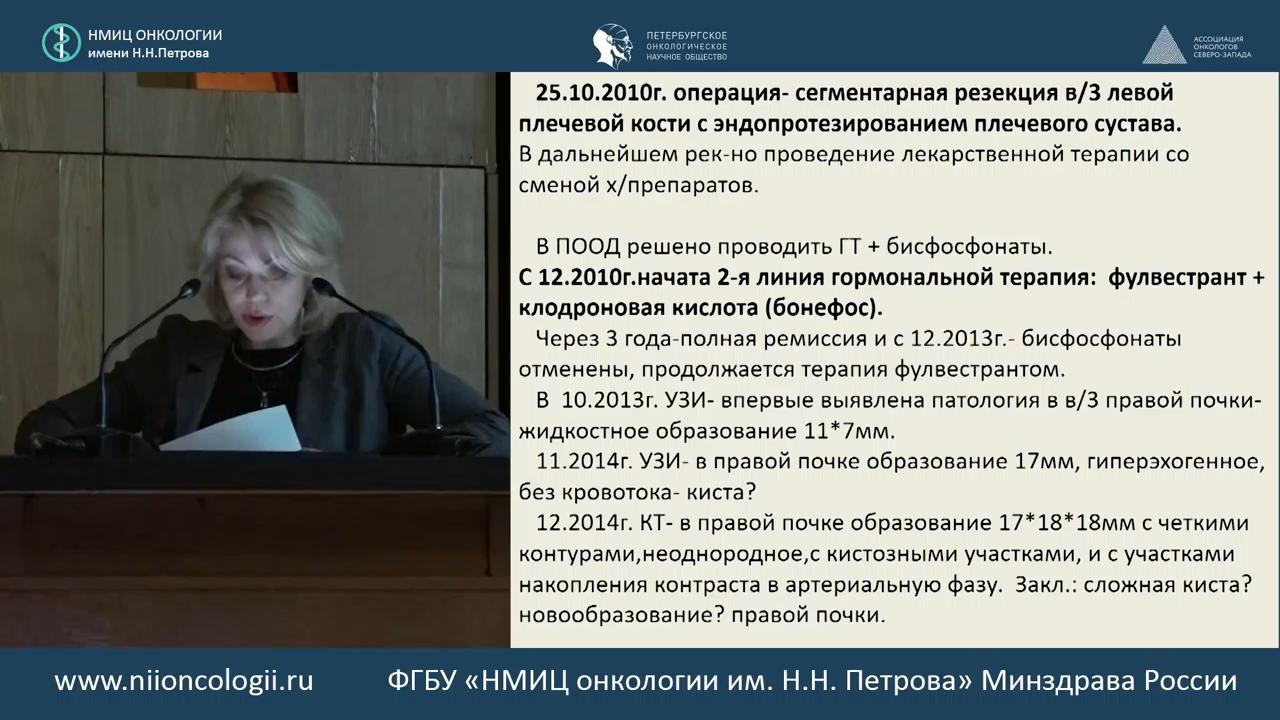 НМИЦ ОНКОЛОГИИ
имени Н.Н.Петрова
ПЕТЕРБУРГСКОЕ
ОНКОЛОГИЧЕСКОЕ
НАУЧНОЕ ОБЩЕСТВО
АССОЦИАЦИЯ
ОНКОЛОГОВ
СЕВЕРО-ЗАПАДА
25.10.2010г. операция- сегментарная резекция в/3 левой
плечевой кости с эндопротезированием плечевого сустава.
В дальнейшем рек-но проведение лекарственной терапии со
сменой х/препаратов.
В ПООД решено проводить ГТ + бисфосфонаты.
С 12.2010г.начата 2-я линия гормональной терапия: фулвестрант +
клодроновая кислота (бонефос).
Через 3 года-полная ремиссия и с 12.2013г.- бисфосфонаты
отменены, продолжается терапия фулвестрантом.
В 10.2013г. УЗИ- впервые выявлена патология в в/3 правой почки-
жидкостное образование 11*7мм.
11.2014г. УЗИ- в правой почке образование 17мм, гиперэхогенное,
без кровотока- киста?
12.2014г. КТ- в правой почке образование 17*18*18мм с четкими
контурами,неоднородное,с кистозными участками, и с участками
накопления контраста в артериальную фазу. Закл.: сложная киста?
новообразование? правой почки.
www.niioncologii.ru
ФГБУ «НМИЦ онкологии им. Н.Н. Петрова» Минздрава России